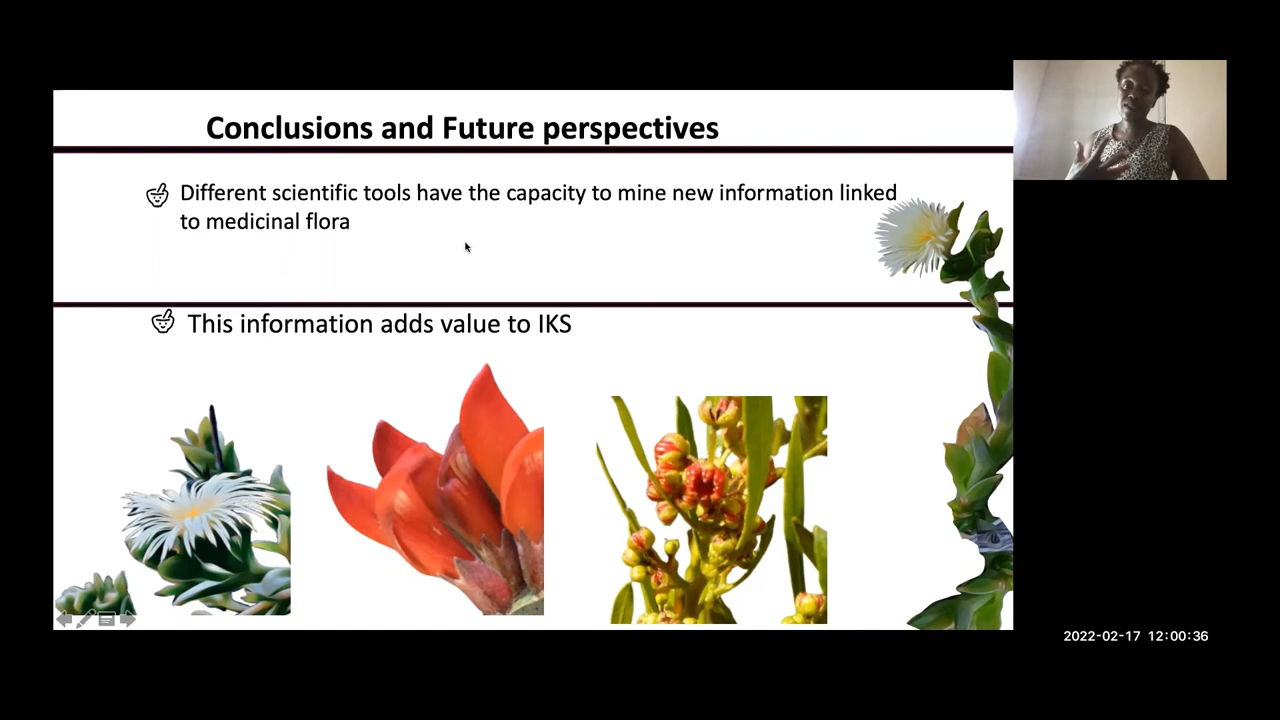 Conclusions and Future perspectives
Different scientific tools have the capacity to mine new information linked
to medicinal flora
This information adds value to IKS
2022-02-17 12:00:36